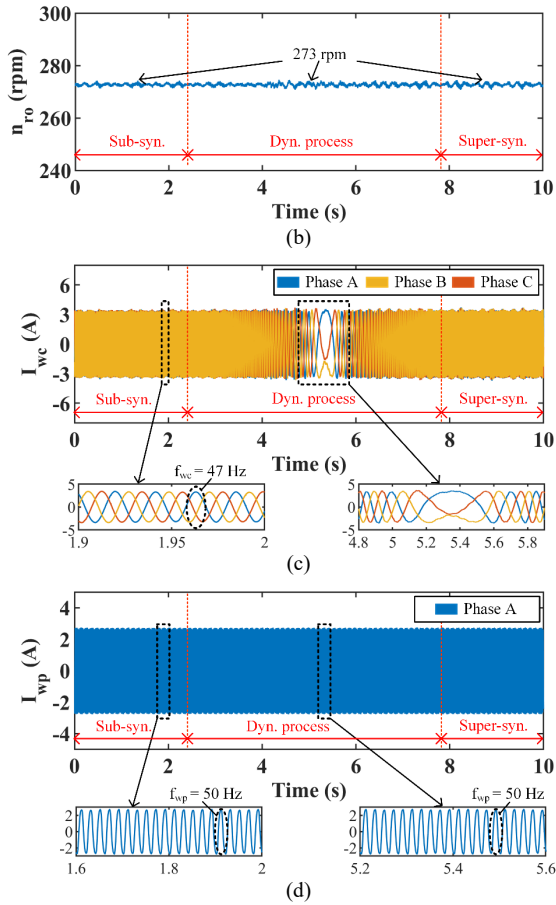 300
280
273 rpm
260
240
n_ro (rpm)
Sub-syn. Dyn. process Super-syn.
0 2 4 6 8 10
Time (s)
(b)
6
3
0
-3
-6
I_wc (A)
Phase A Phase B Phase C
Sub-syn. Dyn. process Super-syn.
0 2 4 6 8 10
Time (s)
f_wc = 47 Hz
5
0
-5
1.9 1.95 2
5
0
-5
4.8 5 5.2 5.4 5.6 5.8
(c)
4
2
0
-2
-4
I_wp (A)
Phase A
Sub-syn. Dyn. process Super-syn.
0 2 4 6 8 10
Time (s)
f_wp = 50 Hz f_wp = 50 Hz
2
0
-2
1.6 1.8 2
2
0
-2
5.2 5.4 5.6
(d)